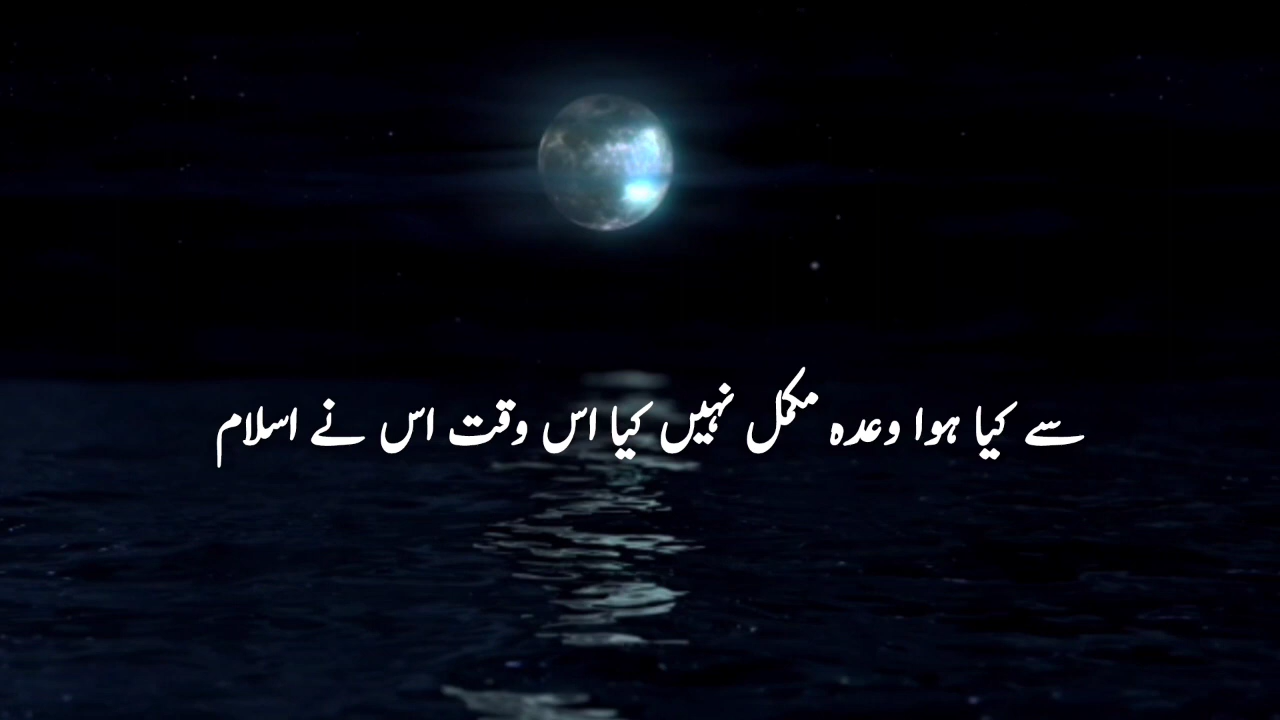 سے کیا ہوا وعدہ مکمل نہیں کیا اس وقت اس نے اسلام